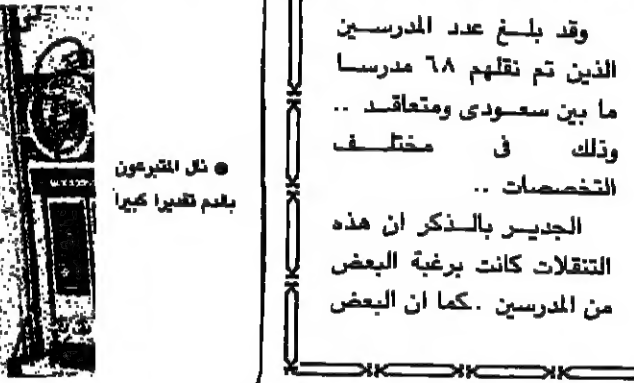 وقد بلغ عدد المدرسين
الذين تم نقلهم ٦٨ مدرسا
ما بين سعودى ومتعاقد ..
وذلك فى مختلف
التخصصات ..
الجدير بالذكر ان هذه
التنقلات كانت برغبة البعض
من المدرسين . كما ان البعض
● نال المتبرعون
بالدم تقديرا كبيرا